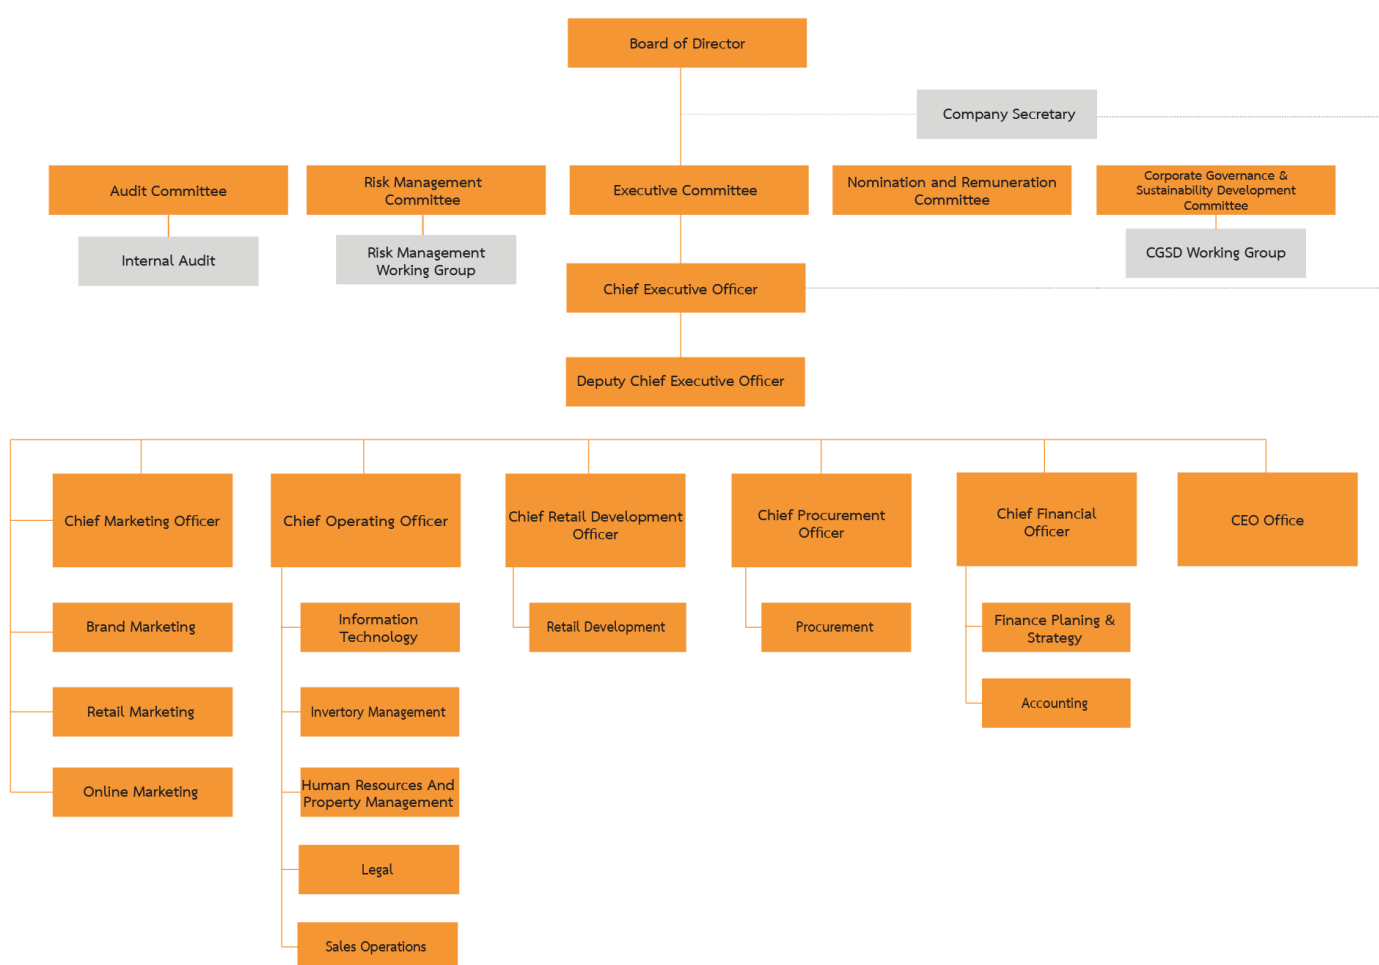 Board of Director
Company Secretary
Audit Committee
Risk Management
Committee
Executive Committee
Nomination and Remuneration
Committee
Corporate Governance &
Sustainability Development
Committee
Internal Audit
Risk Management
Working Group
CGSD Working Group
Chief Executive Officer
Deputy Chief Executive Officer
Chief Marketing Officer
Chief Operating Officer
Chief Retail Development
Officer
Chief Procurement
Officer
Chief Financial
Officer
CEO Office
Brand Marketing
Information
Technology
Retail Development
Procurement
Finance Planing &
Strategy
Retail Marketing
Invertory Management
Accounting
Online Marketing
Human Resources And
Property Management
Legal
Sales Operations